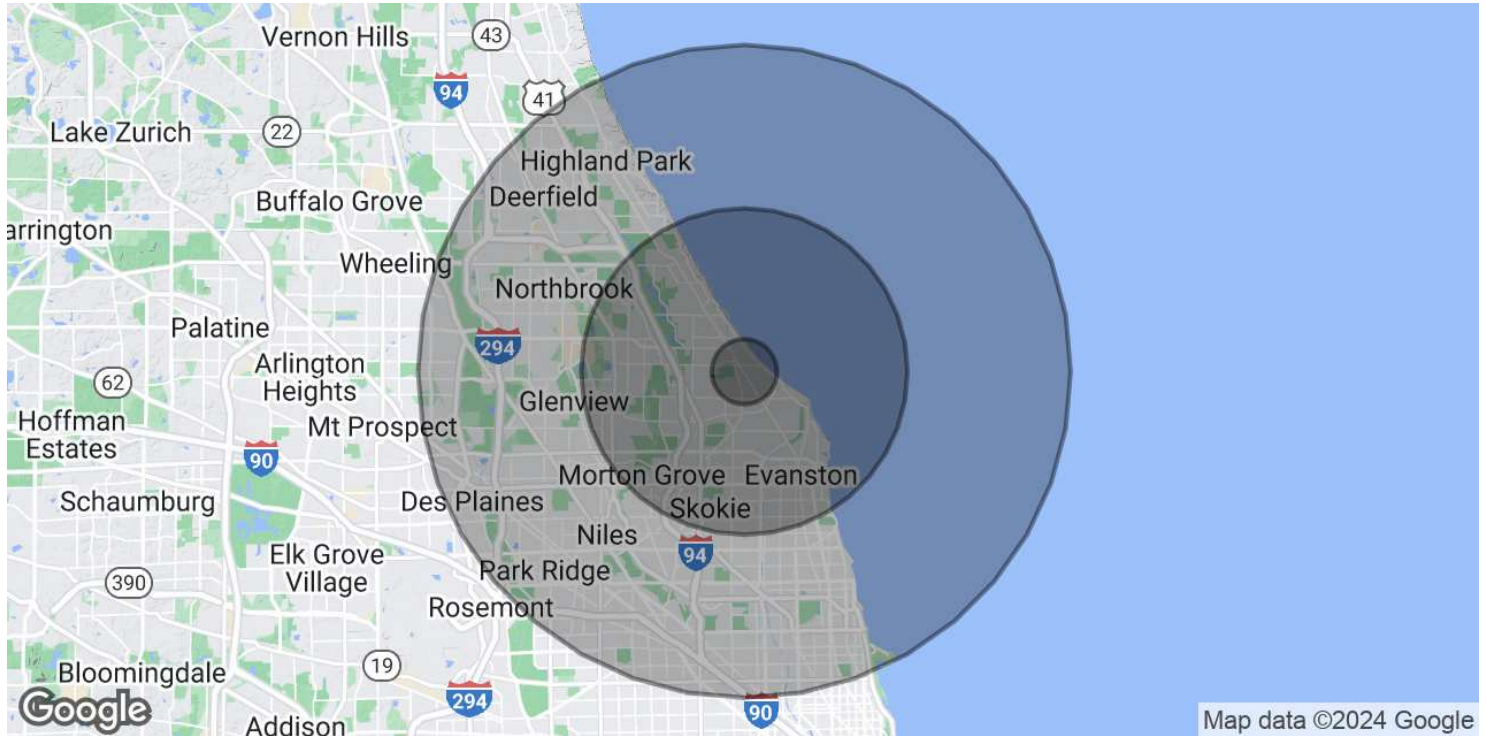 Vernon Hills
43
94
41
Lake Zurich
22
Highland Park
Deerfield
Buffalo Grove
arrington
Wheeling
Northbrook
Palatine
294
Arlington
Heights
62
Glenview
Hoffman
Estates
Mt Prospect
90
Morton Grove
Evanston
Schaumburg
Des Plaines
Skokie
Niles
94
Elk Grove
Village
390
Park Ridge
Rosemont
19
Bloomingdale
294
90
Google
Addison
Map data ©2024 Google